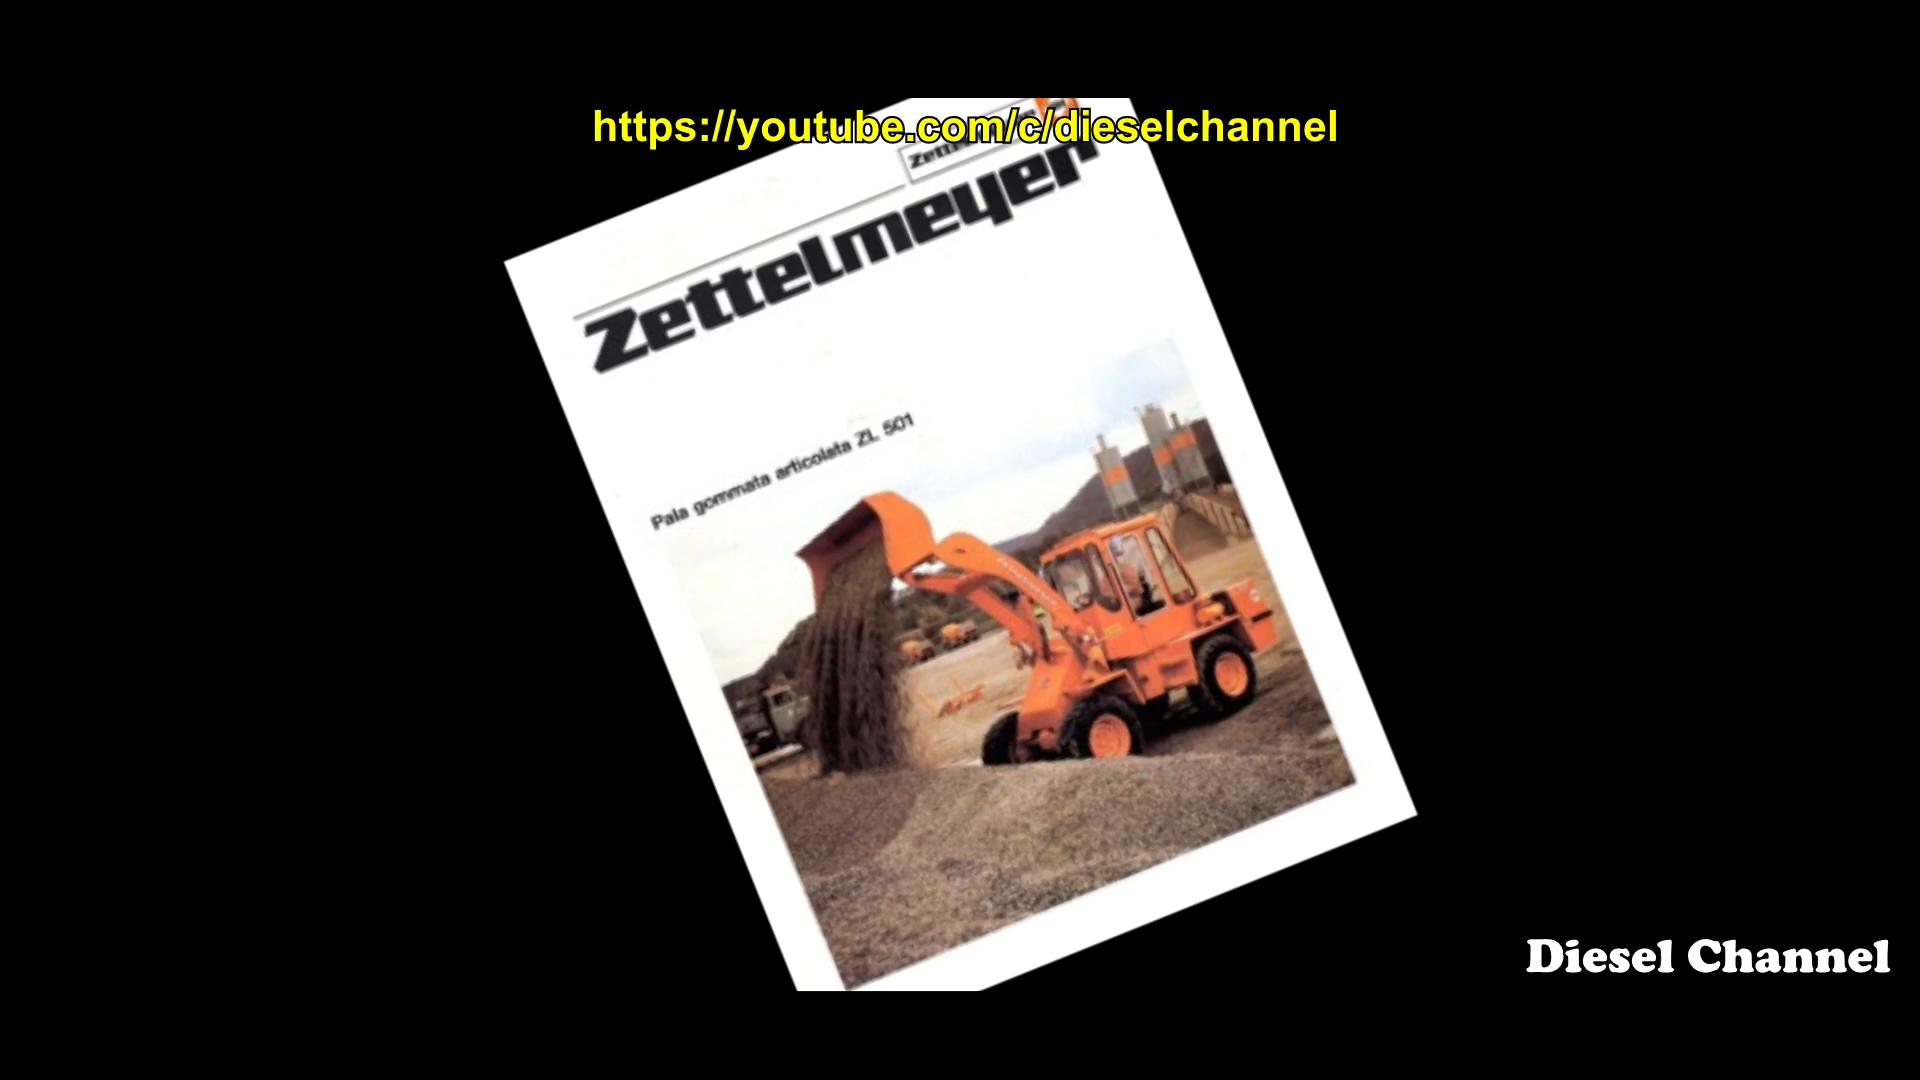 https://youtube.com/c/dieselchannel
Zettelmeyer
Pala gommata articolata ZL 501
Diesel Channel